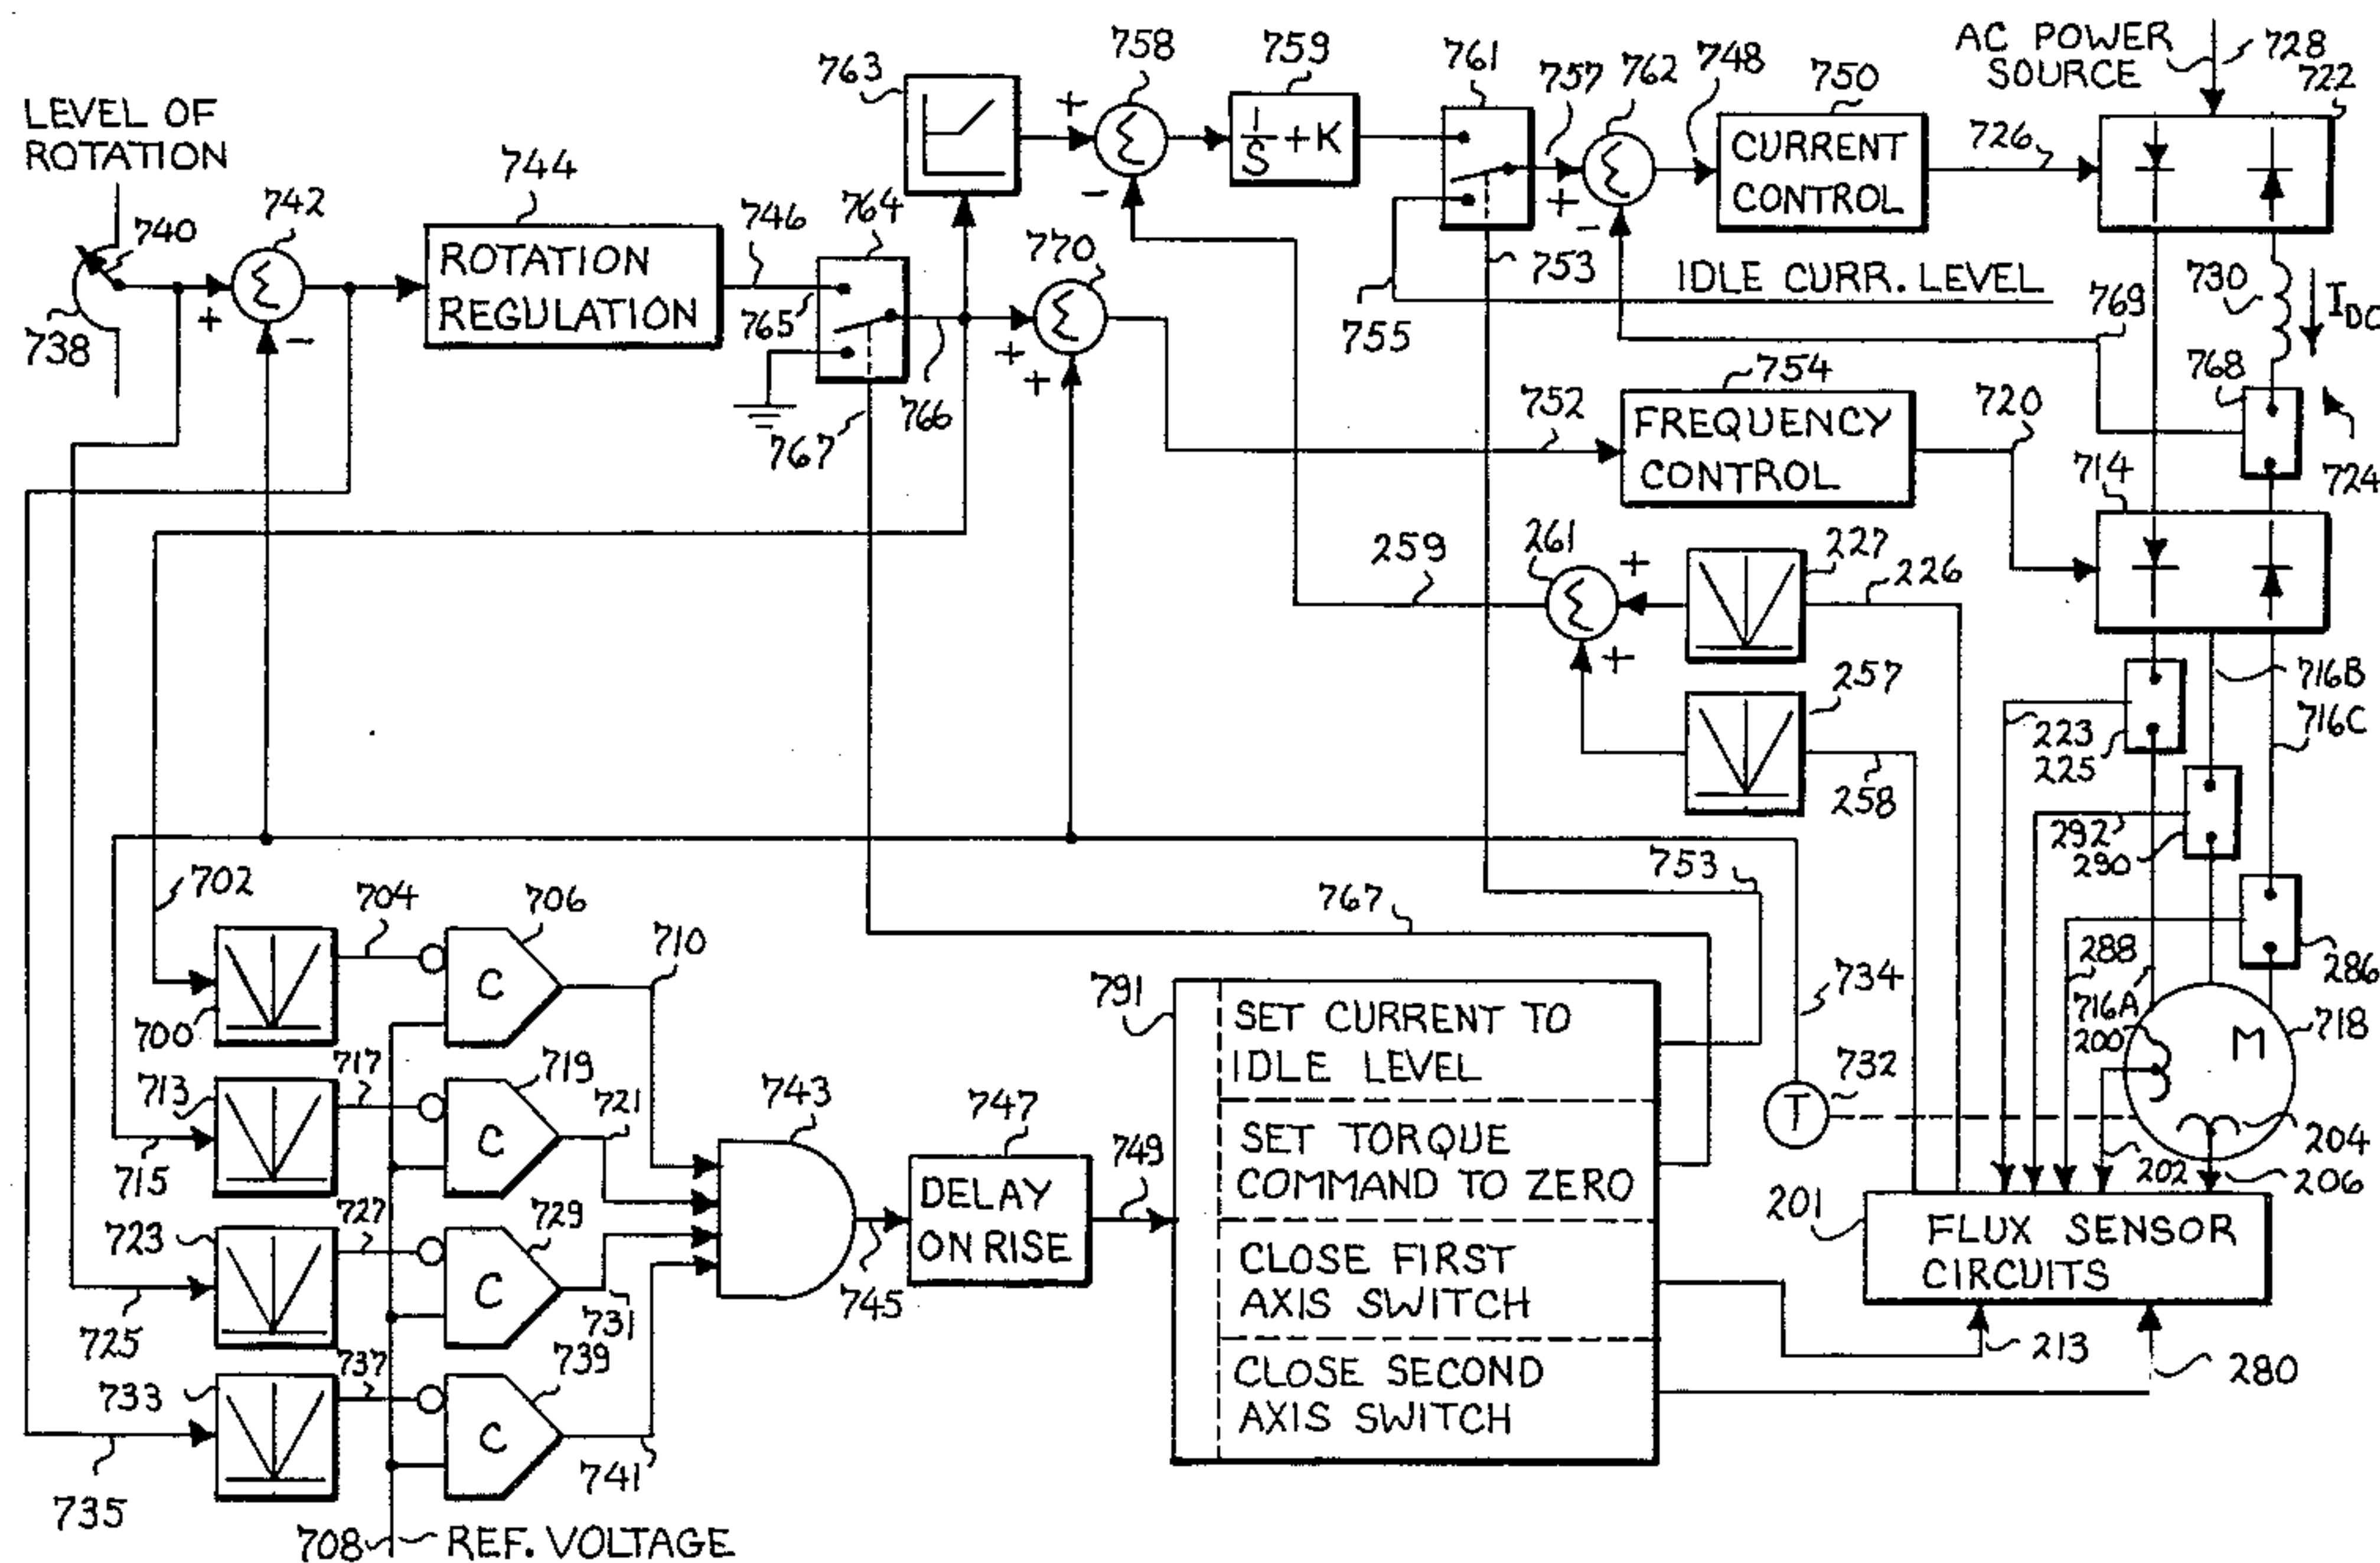 LEVEL OF
ROTATION
740
738
742
744
ROTATION
REGULATION
746
764
765
766
767
763
758
759
1/S + K
761
757
762
748
750
CURRENT
CONTROL
726
AC POWER
SOURCE
728
722
753
755
IDLE CURR. LEVEL
769
730
I_DC
768
724
770
752
754
FREQUENCY
CONTROL
720
714
259
261
227
226
257
258
716B
716C
223
225
292
290
288
286
716A
200
M
718
732
T
734
204
202
206
201
FLUX SENSOR
CIRCUITS
213
280
753
767
702
704
706
710
C
700
717
719
721
713
C
715
727
729
723
C
731
725
737
739
733
C
741
735
708
REF. VOLTAGE
743
745
747
DELAY
ON RISE
749
791
SET CURRENT TO
IDLE LEVEL
SET TORQUE
COMMAND TO ZERO
CLOSE FIRST
AXIS SWITCH
CLOSE SECOND
AXIS SWITCH